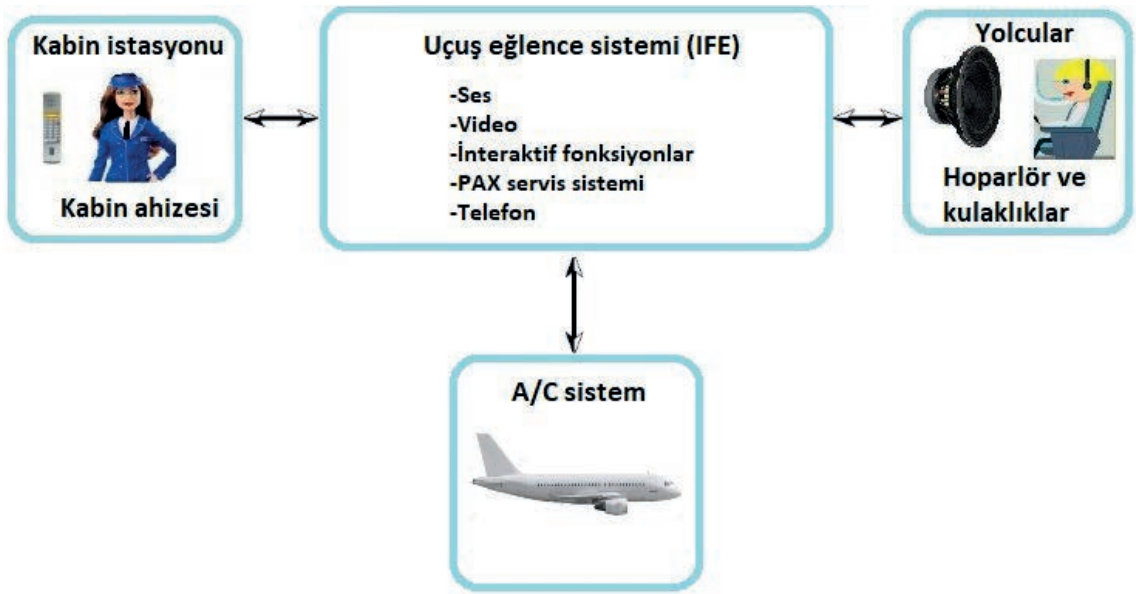 Kabin istasyonu
Kabin ahizesi
Uçuş eğlence sistemi (IFE)
-Ses
-Video
-İnteraktif fonksiyonlar
-PAX servis sistemi
-Telefon
Yolcular
Hoparlör ve
kulaklıklar
A/C sistem